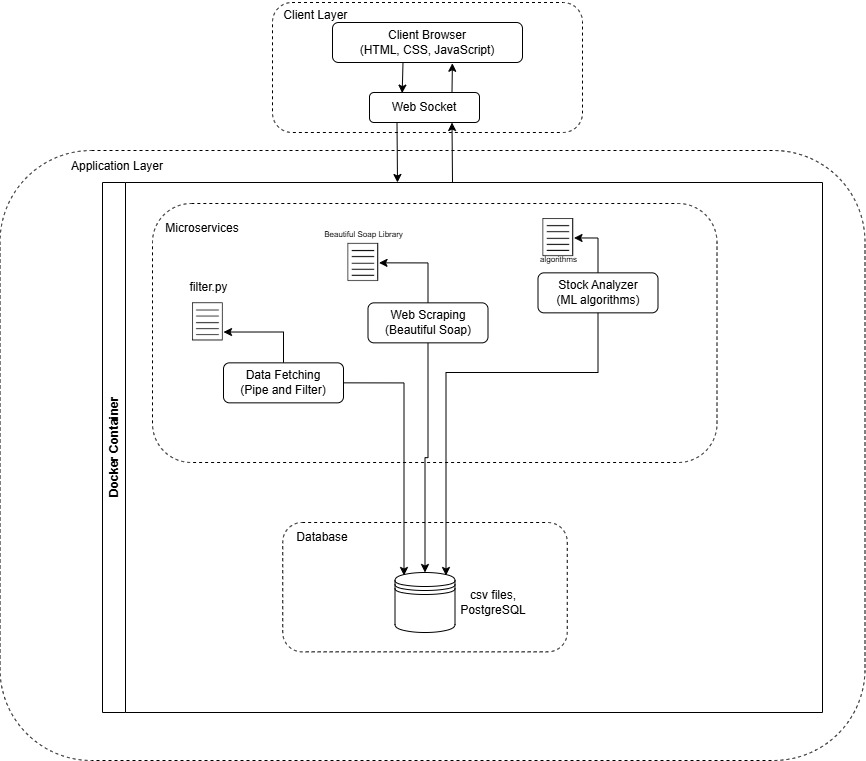 Client Layer
Client Browser
(HTML, CSS, JavaScript)
Web Socket
Application Layer
Docker Container
Microservices
Beautiful Soap Library
algorithms
filter.py
Stock Analyzer
(ML algorithms)
Web Scraping
(Beautiful Soap)
Data Fetching
(Pipe and Filter)
Database
csv files,
PostgreSQL